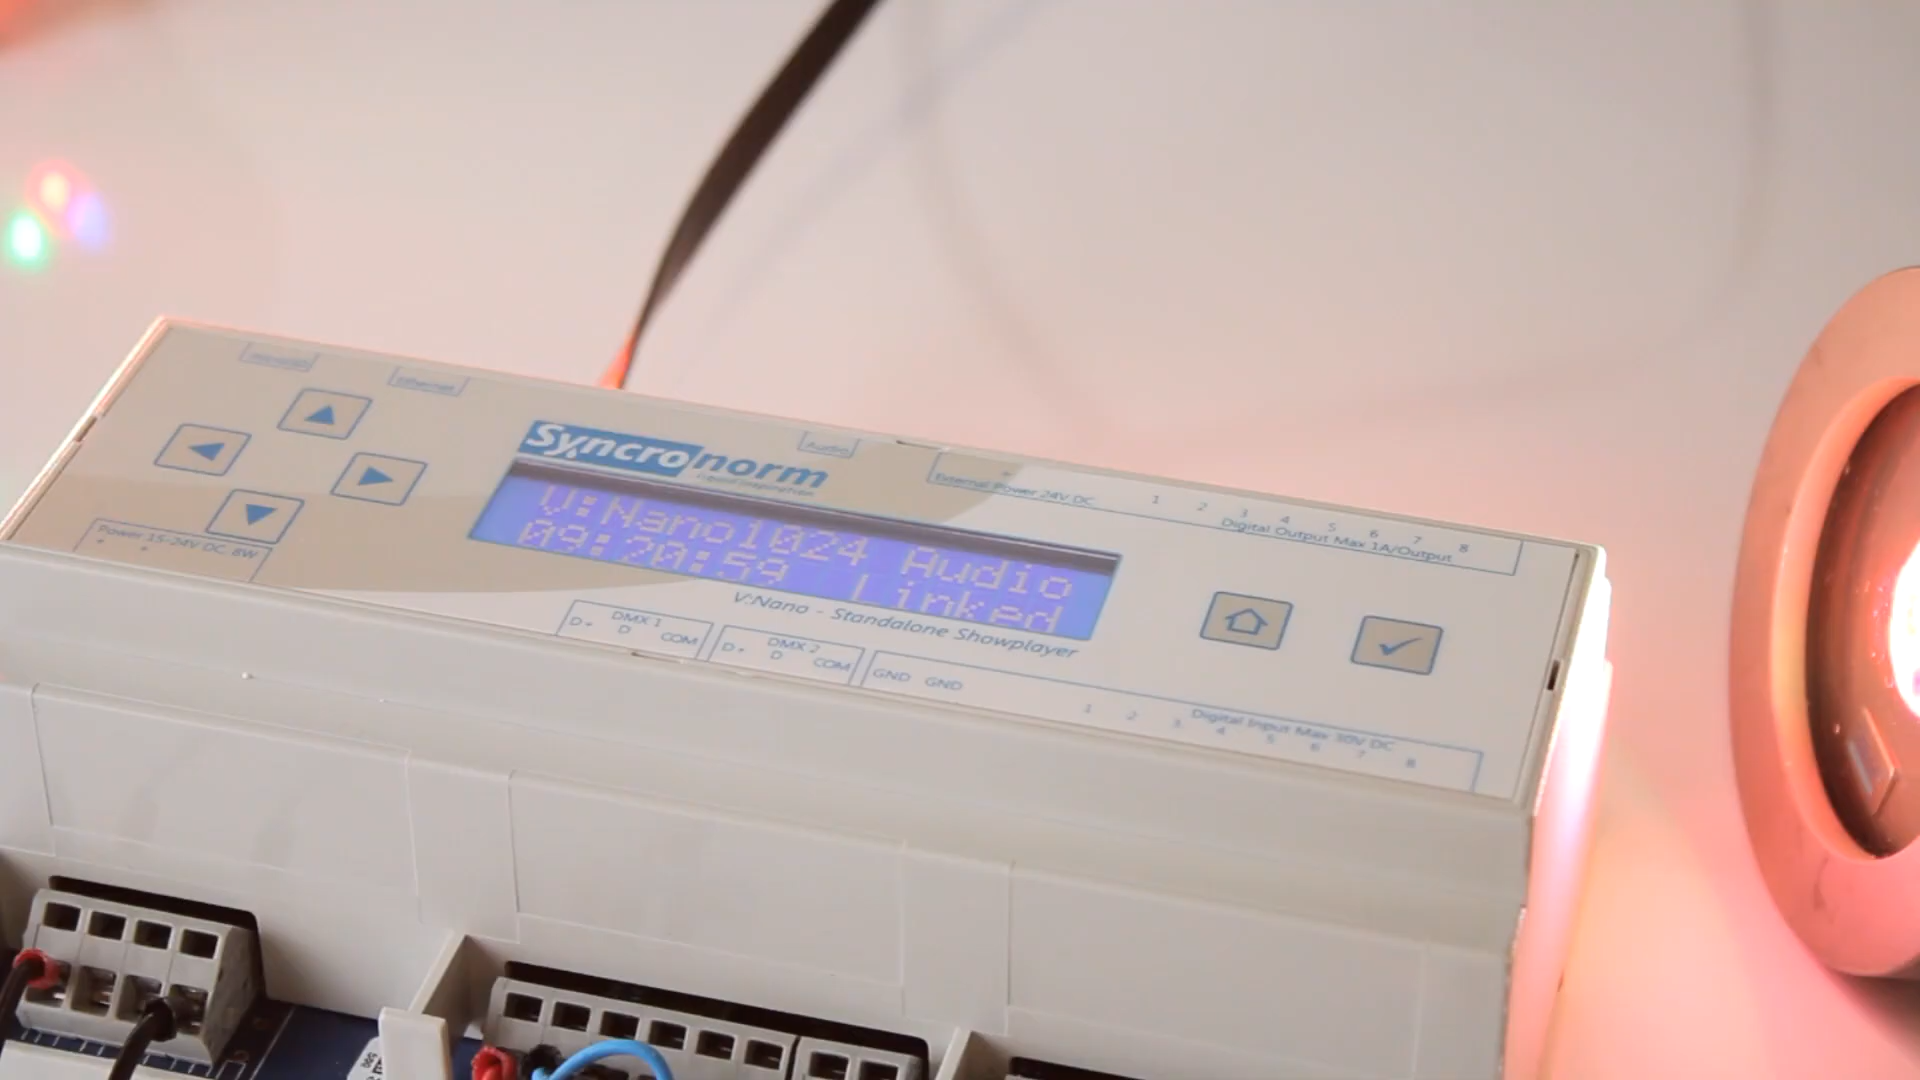 Ethernet
Audio
Syncronorm
External Power 24V DC
1 2 3 4 5 6 7 8
Digital Output Max 1A/Output
Power 15-24V DC 8W
V:Nano1024 Audio
09:20:59 Linked
V:Nano - Standalone Showplayer
DMX 1
D+ D- COM
DMX 2
D+ D- COM
GND GND
Digital Input Max 30V DC
1 2 3 4 5 6 7 8